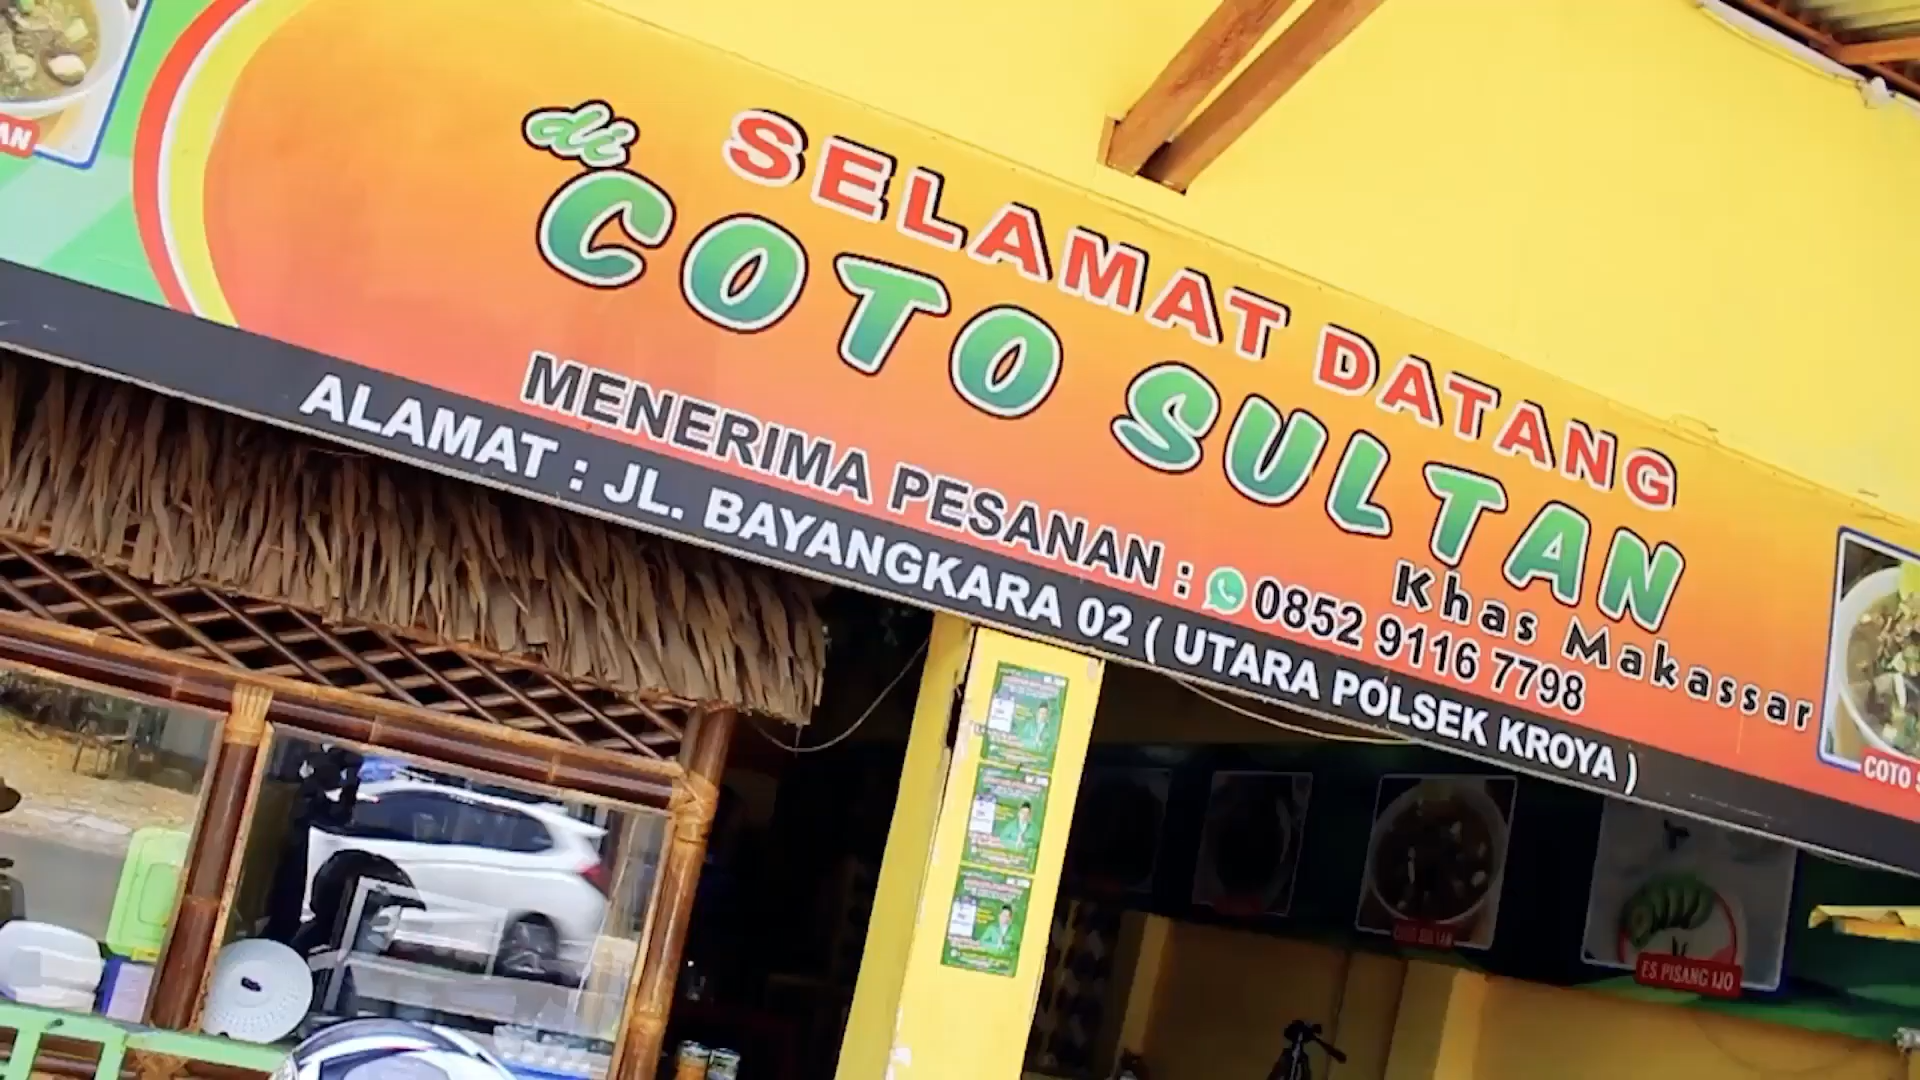 SELAMAT DATANG
di
COTO SULTAN
Khas Makassar
MENERIMA PESANAN : 0852 9116 7798
ALAMAT : JL. BAYANGKARA 02 ( UTARA POLSEK KROYA )
AN
COTO S
COTO SULTAN
ES PISANG IJO